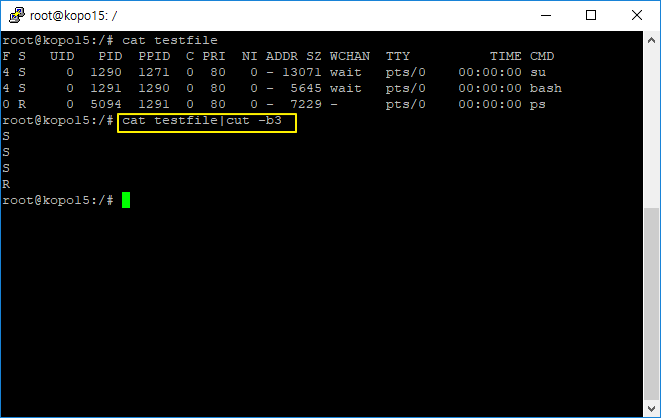 root@kopo15: /
root@kopo15:/# cat testfile
F S   UID   PID  PPID  C PRI  NI ADDR SZ WCHAN  TTY          TIME CMD
4 S     0  1290  1271  0  80   0 - 13071 wait   pts/0    00:00:00 su
4 S     0  1291  1290  0  80   0 -  5645 wait   pts/0    00:00:00 bash
0 R     0  5094  1291  0  80   0 -  7229 -      pts/0    00:00:00 ps
root@kopo15:/# cat testfile|cut -b3
S
S
S
R
root@kopo15:/#